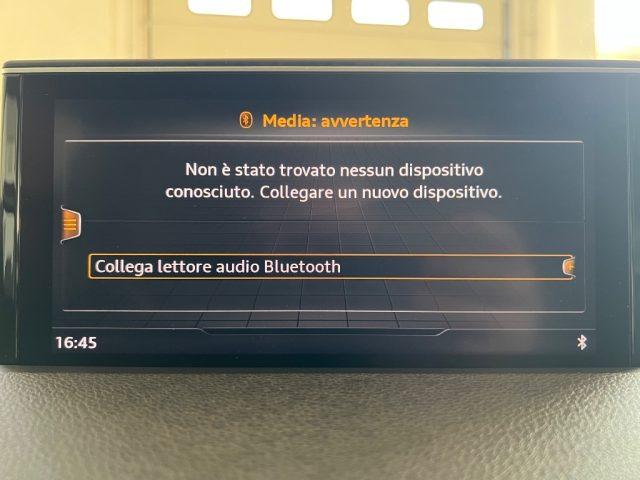 Media: avvertenza
Non è stato trovato nessun dispositivo
conosciuto. Collegare un nuovo dispositivo.
Collega lettore audio Bluetooth
16:45